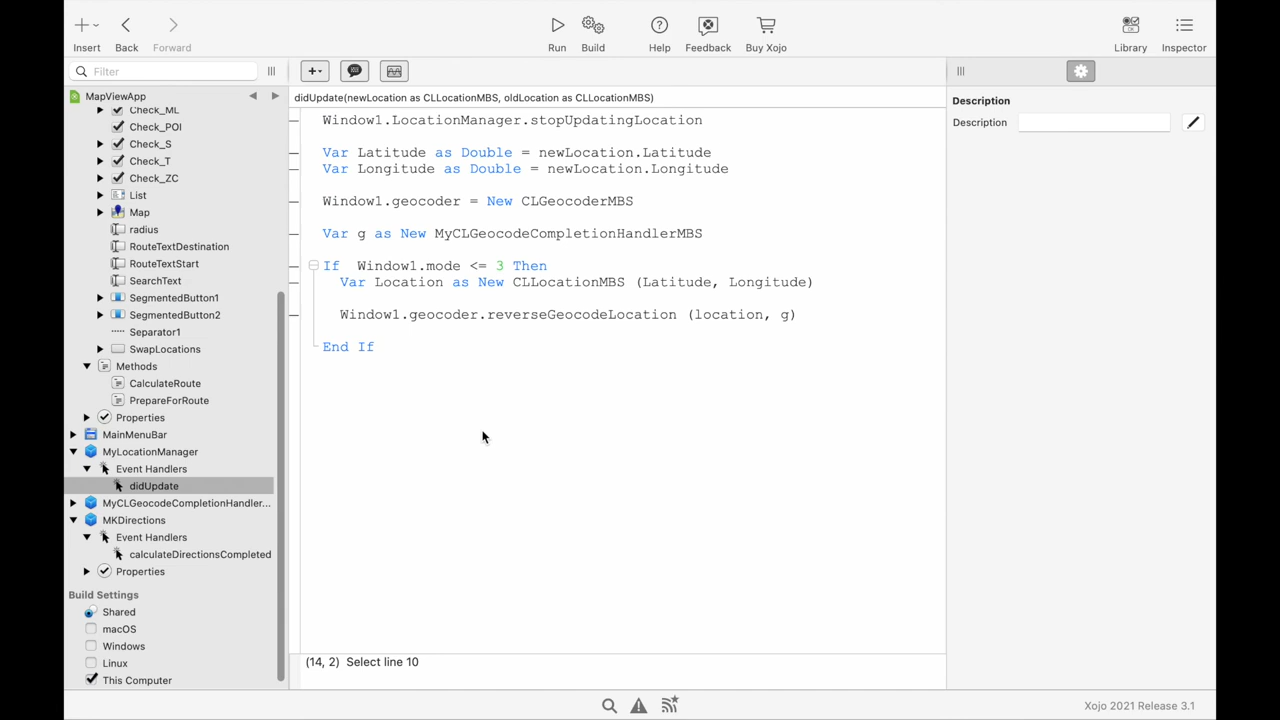 Insert
Back
Forward
Run
Build
Help
Feedback
Buy Xojo
Library
Inspector
Filter
MapViewApp
Check_ML
Check_POI
Check_S
Check_T
Check_ZC
List
Map
radius
RouteTextDestination
RouteTextStart
SearchText
SegmentedButton1
SegmentedButton2
Separator1
SwapLocations
Methods
CalculateRoute
PrepareForRoute
Properties
MainMenuBar
MyLocationManager
Event Handlers
didUpdate
MyCLGeocodeCompletionHandler...
MKDirections
Event Handlers
calculateDirectionsCompleted
Properties
Build Settings
Shared
macOS
Windows
Linux
This Computer
didUpdate(newLocation as CLLocationMBS, oldLocation as CLLocationMBS)
Window1.LocationManager.stopUpdatingLocation
Var Latitude as Double = newLocation.Latitude
Var Longitude as Double = newLocation.Longitude
Window1.geocoder = New CLGeocoderMBS
Var g as New MyCLGeocodeCompletionHandlerMBS
If  Window1.mode <= 3 Then
Var Location as New CLLocationMBS (Latitude, Longitude)
Window1.geocoder.reverseGeocodeLocation (location, g)
End If
(14, 2)  Select line 10
Description
Description
Xojo 2021 Release 3.1